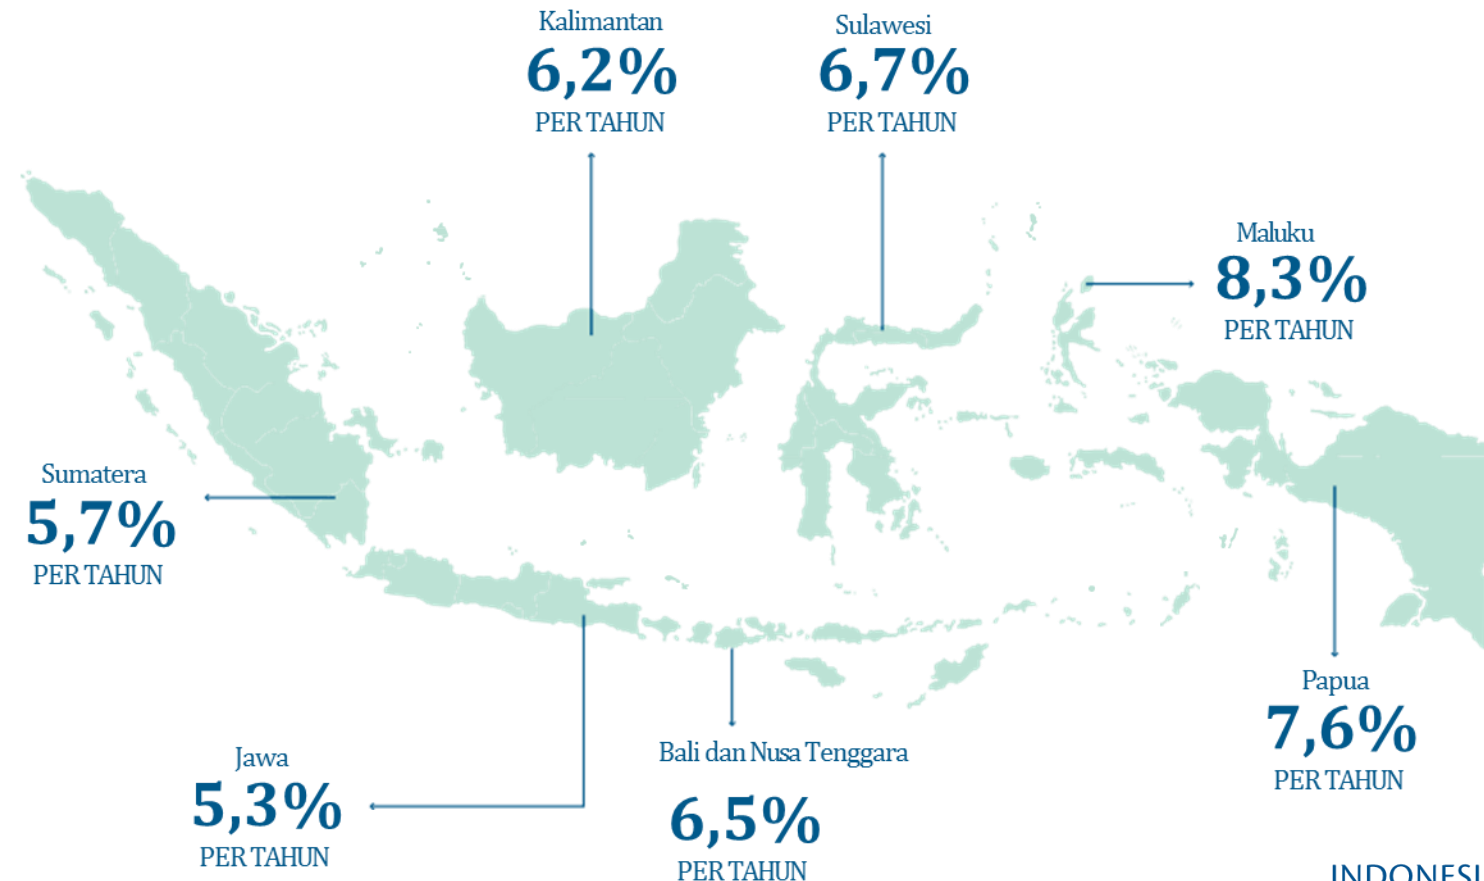 Kalimantan
6,2%
PER TAHUN
Sulawesi
6,7%
PER TAHUN
Maluku
8,3%
PER TAHUN
Sumatera
5,7%
PER TAHUN
Papua
7,6%
PER TAHUN
Jawa
5,3%
PER TAHUN
Bali dan Nusa Tenggara
6,5%
PER TAHUN